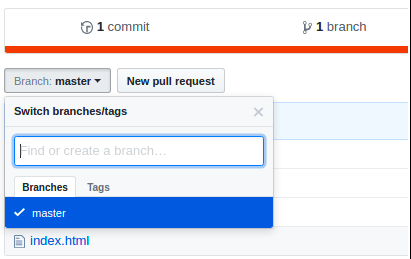 1 commit
1 branch
Branch: master
New pull request
Switch branches/tags
Find or create a branch…
Branches
Tags
master
index.html